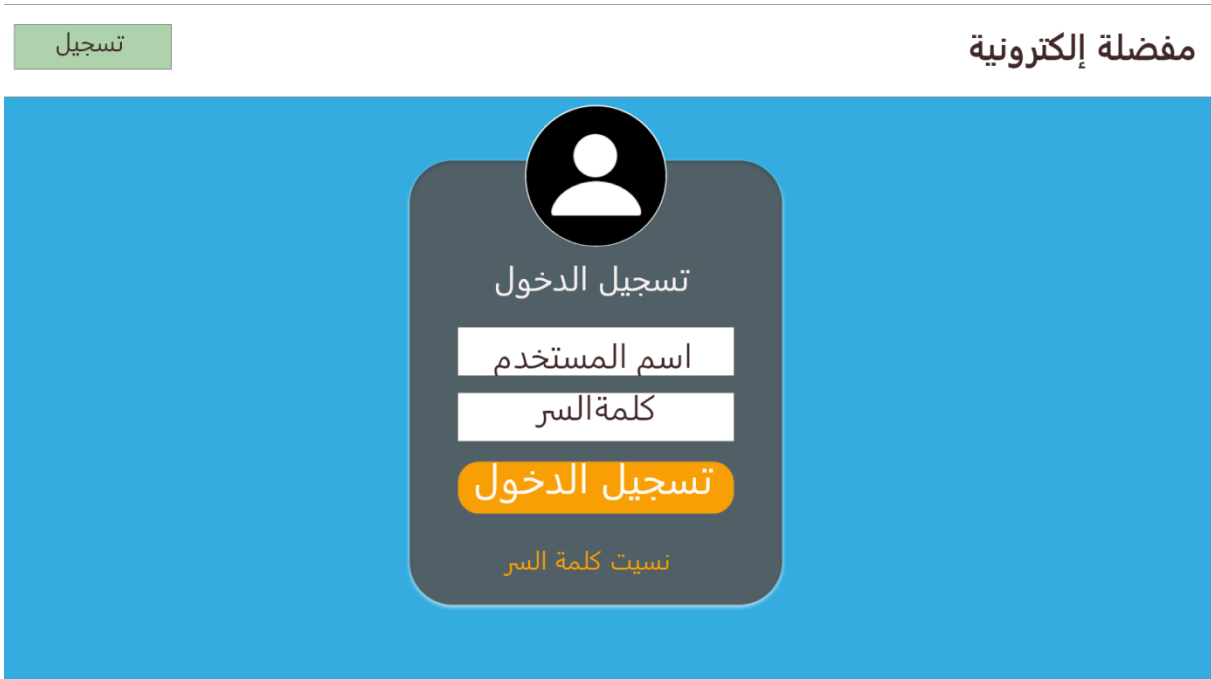 مفضلة إلكترونية
تسجيل
تسجيل الدخول
اسم المستخدم
كلمةالسر
تسجيل الدخول
نسيت كلمة السر